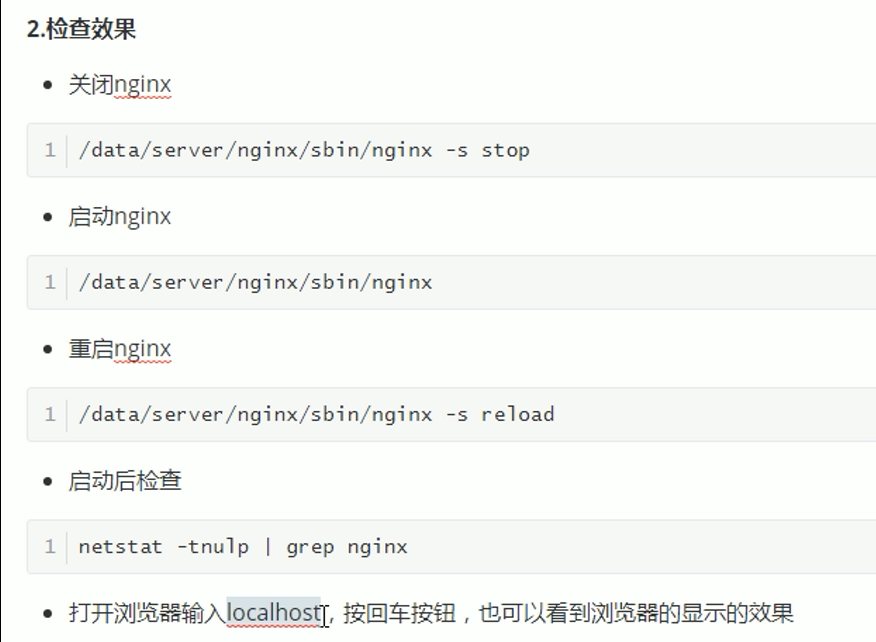 2.检查效果
关闭nginx
1 /data/server/nginx/sbin/nginx -s stop
启动nginx
1 /data/server/nginx/sbin/nginx
重启nginx
1 /data/server/nginx/sbin/nginx -s reload
启动后检查
1 netstat -tnulp | grep nginx
打开浏览器输入localhost，按回车按钮，也可以看到浏览器的显示的效果